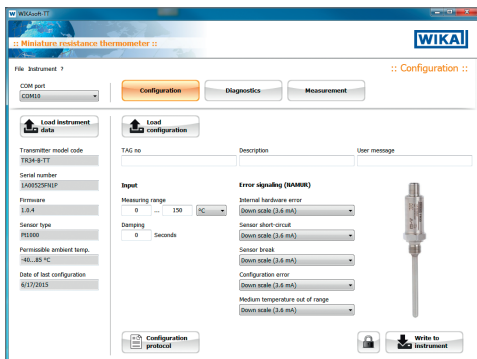 WIKAsoft-TT
:: Miniature resistance thermometer ::
WIKAI
File Instrument ?
:: Configuration ::
COM port
COM10
Configuration
Diagnostics
Measurement
Load instrument
data
Load
configuration
Transmitter model code
TR34-B-TT
TAG no
Description
User message
Serial number
1A00525FN1P
Input
Error signaling (NAMUR)
Firmware
1.0.4
Measuring range
0 ... 150 °C
Internal hardware error
Down scale (3.6 mA)
Sensor type
Pt1000
Damping
0 Seconds
Sensor short-circuit
Down scale (3.6 mA)
Permissible ambient temp.
-40...85 °C
Sensor break
Down scale (3.6 mA)
Date of last configuration
6/17/2015
Configuration error
Down scale (3.6 mA)
Medium temperature out of range
Down scale (3.6 mA)
Configuration
protocol
Write to
instrument